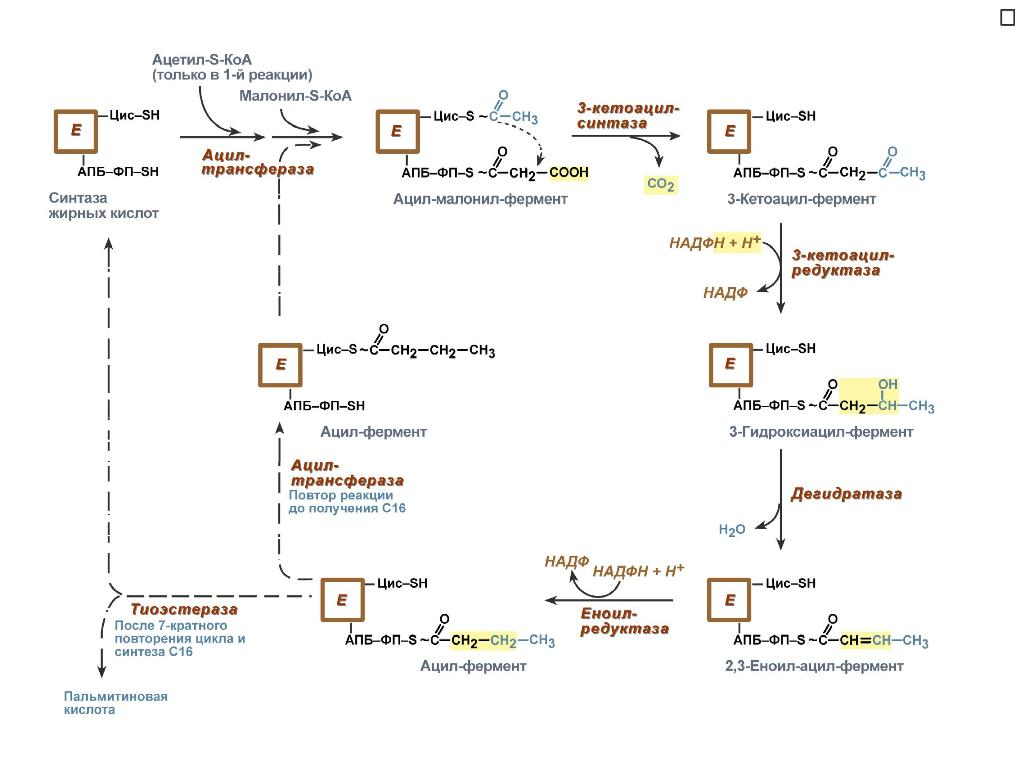 Ацетил-S-КоА
(только в 1-й реакции)
Малонил-S-КоА
E
Цис–SH
АПБ–ФП–SH
Синтаза
жирных кислот
Ацил-
трансфераза
E
Цис–S ~C–CH3
O
O
АПБ–ФП–S ~C–CH2–COOH
Ацил-малонил-фермент
3-кетоацил-
синтаза
CO2
E
Цис–SH
O
O
АПБ–ФП–S ~C–CH2–C–CH3
3-Кетоацил-фермент
НАДФН + Н+
НАДФ
3-кетоацил-
редуктаза
E
Цис–S~C–CH2–CH2–CH3
O
АПБ–ФП–SH
Ацил-фермент
E
Цис–SH
O
OH
АПБ–ФП–S ~C–CH2–CH–CH3
3-Гидроксиацил-фермент
Ацил-
трансфераза
Повтор реакции
до получения С16
Дегидратаза
H2O
НАДФ
НАДФН + Н+
Еноил-
редуктаза
E
Цис–SH
O
АПБ–ФП–S ~C–CH2–CH2–CH3
Ацил-фермент
E
Цис–SH
O
АПБ–ФП–S ~C–CH=CH–CH3
2,3-Еноил-ацил-фермент
Тиоэстераза
После 7-кратного
повторения цикла и
синтеза С16
Пальмитиновая
кислота